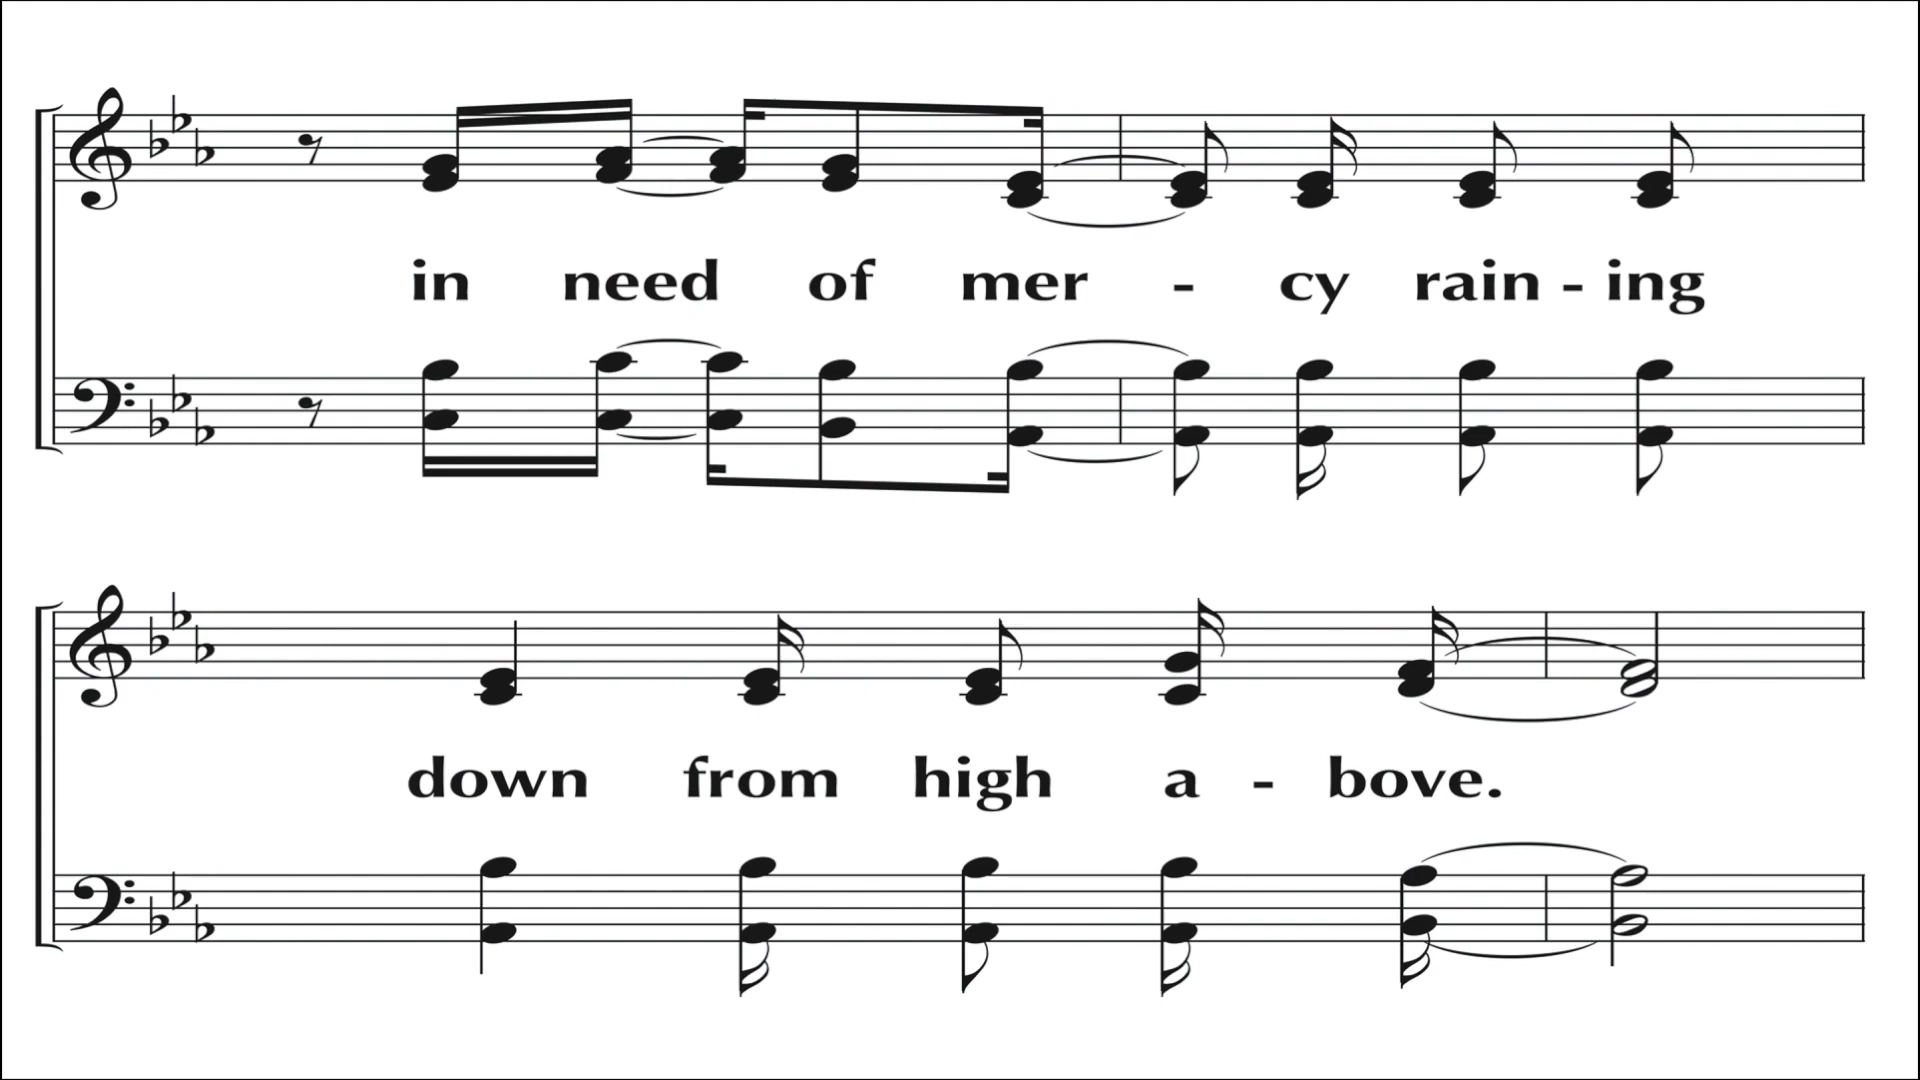 in need of mer - cy rain - ing
down from high a - bove.